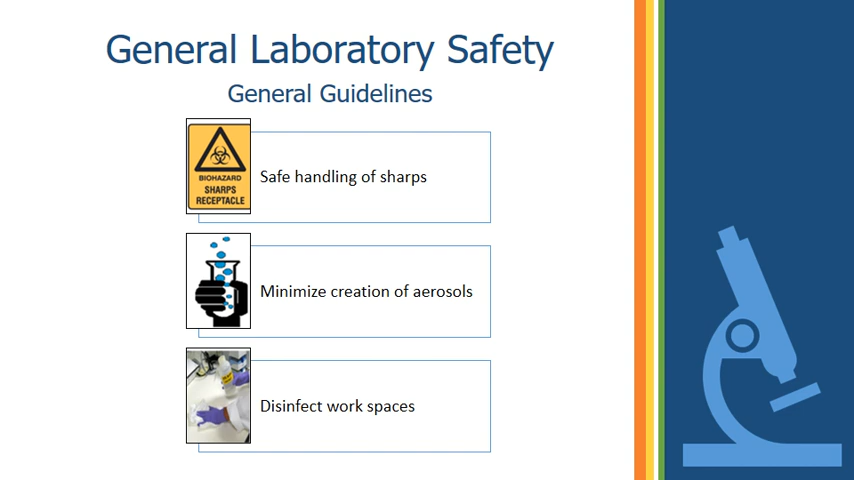 General Laboratory Safety
General Guidelines
BIOHAZARD
SHARPS
RECEPTACLE
Safe handling of sharps
Minimize creation of aerosols
Disinfect work spaces